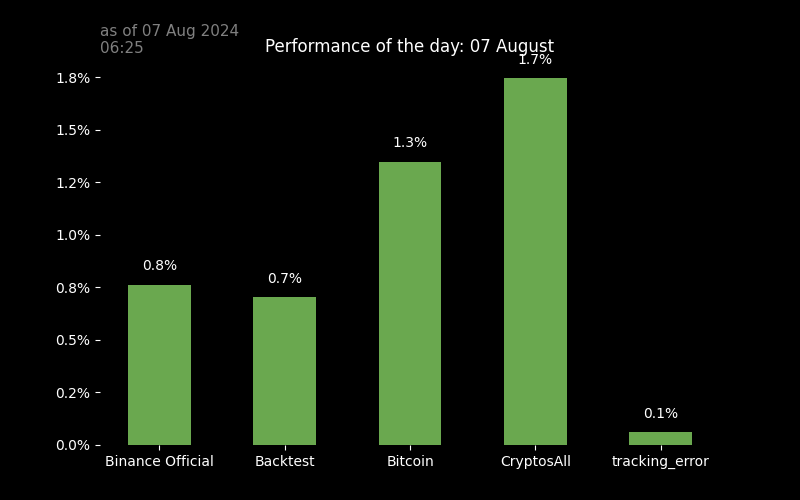 as of 07 Aug 2024
06:25
Performance of the day: 07 August
1.8%
1.5%
1.2%
1.0%
0.8%
0.5%
0.2%
0.0%
0.8%
0.7%
1.3%
1.7%
0.1%
Binance Official
Backtest
Bitcoin
CryptosAll
tracking_error